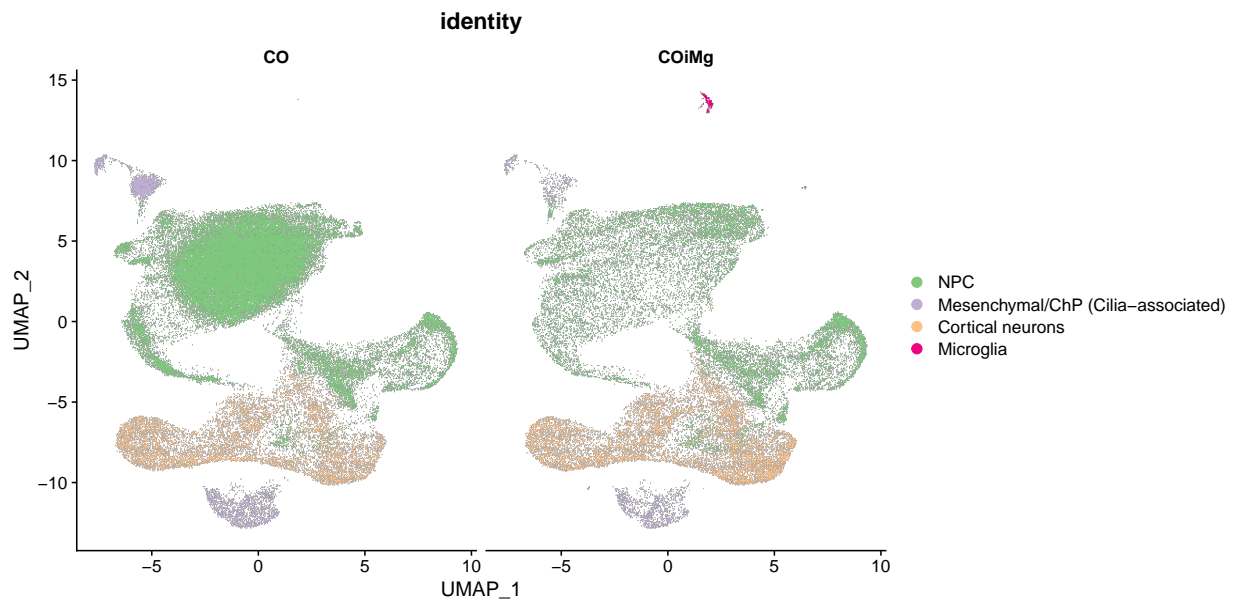 identity
CO COiMg
15
10
5
0
−5
−10
UMAP_2
−5 0 5 10 −5 0 5 10
UMAP_1
NPC
Mesenchymal/ChP (Cilia−associated)
Cortical neurons
Microglia